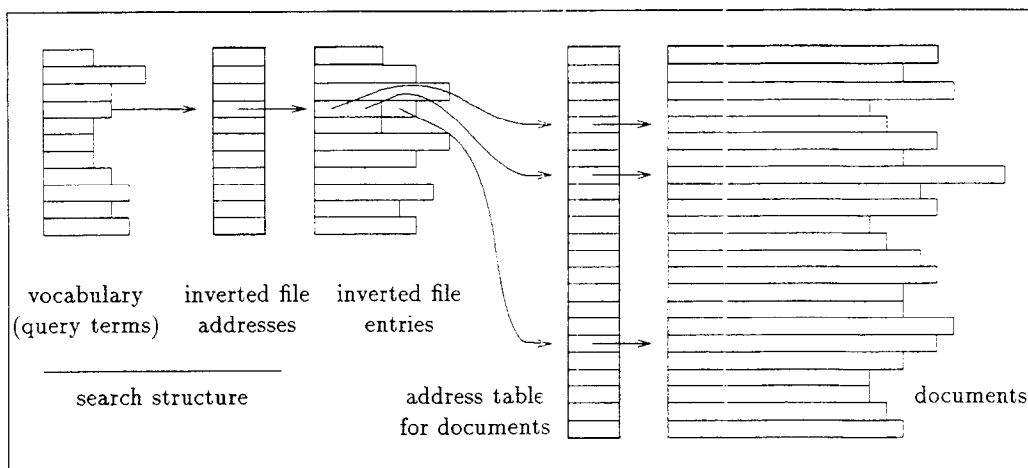 vocabulary
(query terms)
inverted file
addresses
inverted file
entries
search structure
address table
for documents
documents